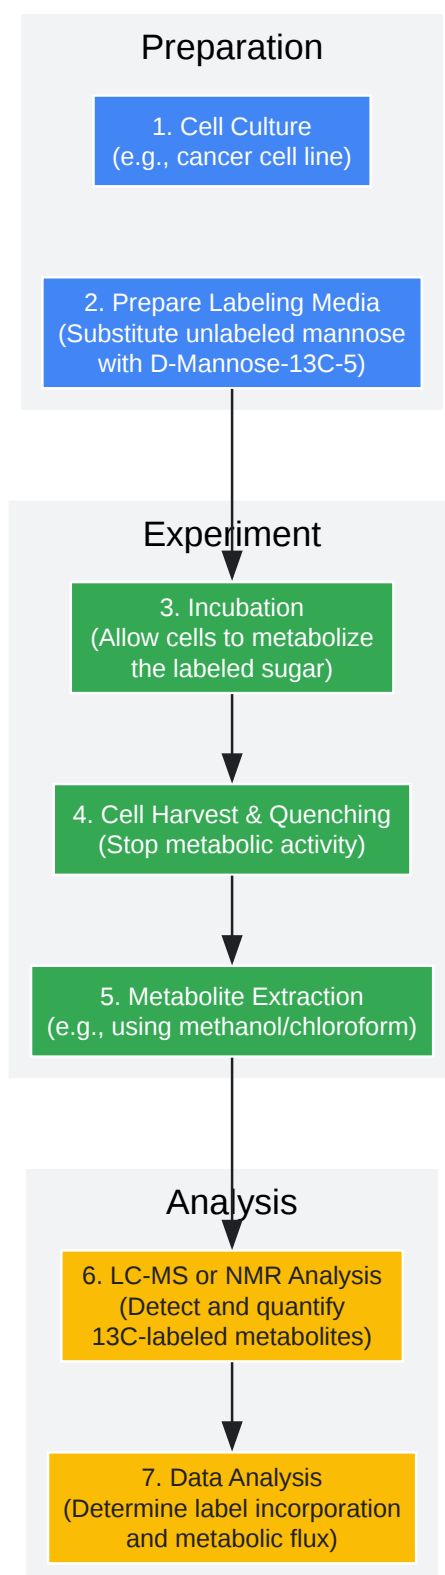 Preparation
1. Cell Culture
(e.g., cancer cell line)
2. Prepare Labeling Media
(Substitute unlabeled mannose
with D-Mannose-13C-5)
Experiment
3. Incubation
(Allow cells to metabolize
the labeled sugar)
4. Cell Harvest & Quenching
(Stop metabolic activity)
5. Metabolite Extraction
(e.g., using methanol/chloroform)
Analysis
6. LC-MS or NMR Analysis
(Detect and quantify
13C-labeled metabolites)
7. Data Analysis
(Determine label incorporation
and metabolic flux)